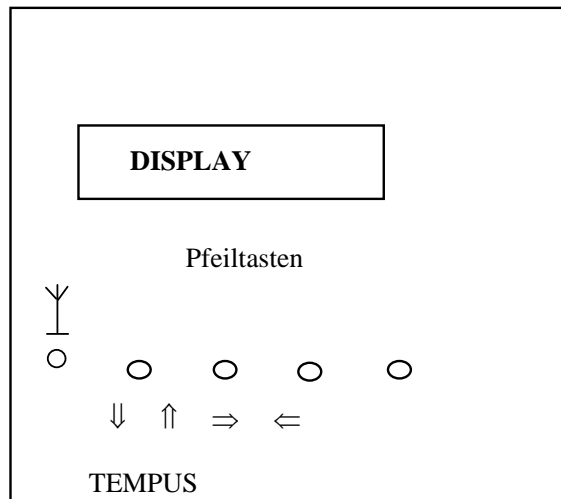 DISPLAY
Pfeiltasten
⇓ ⇑ ⇒ ⇐
TEMPUS